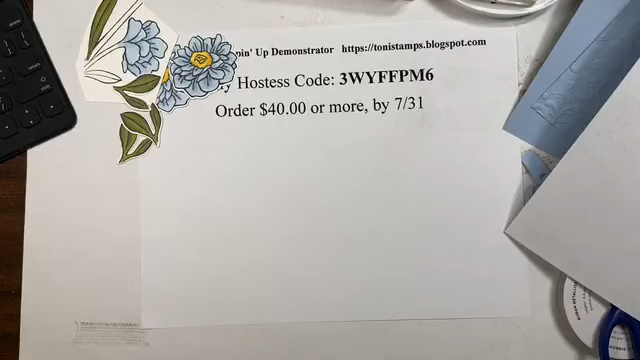 pin' Up Demonstrator https://tonistamps.blogspot.com
y Hostess Code: 3WYFFPM6
Order $40.00 or more, by 7/31